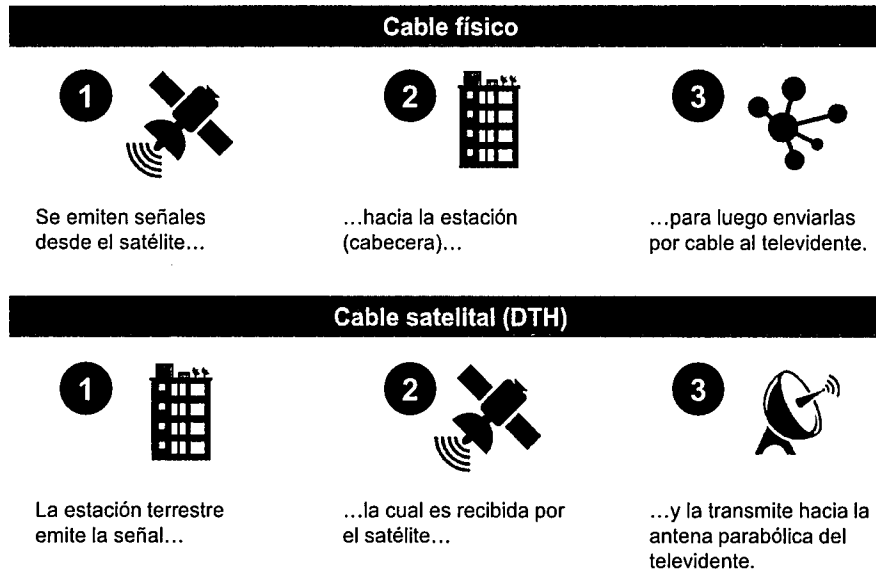 Cable físico
1
2
3
Se emiten señales
desde el satélite...
...hacia la estación
(cabecera)...
...para luego enviarlas
por cable al televidente.
Cable satelital (DTH)
1
2
3
La estación terrestre
emite la señal...
...la cual es recibida por
el satélite...
...y la transmite hacia la
antena parabólica del
televidente.